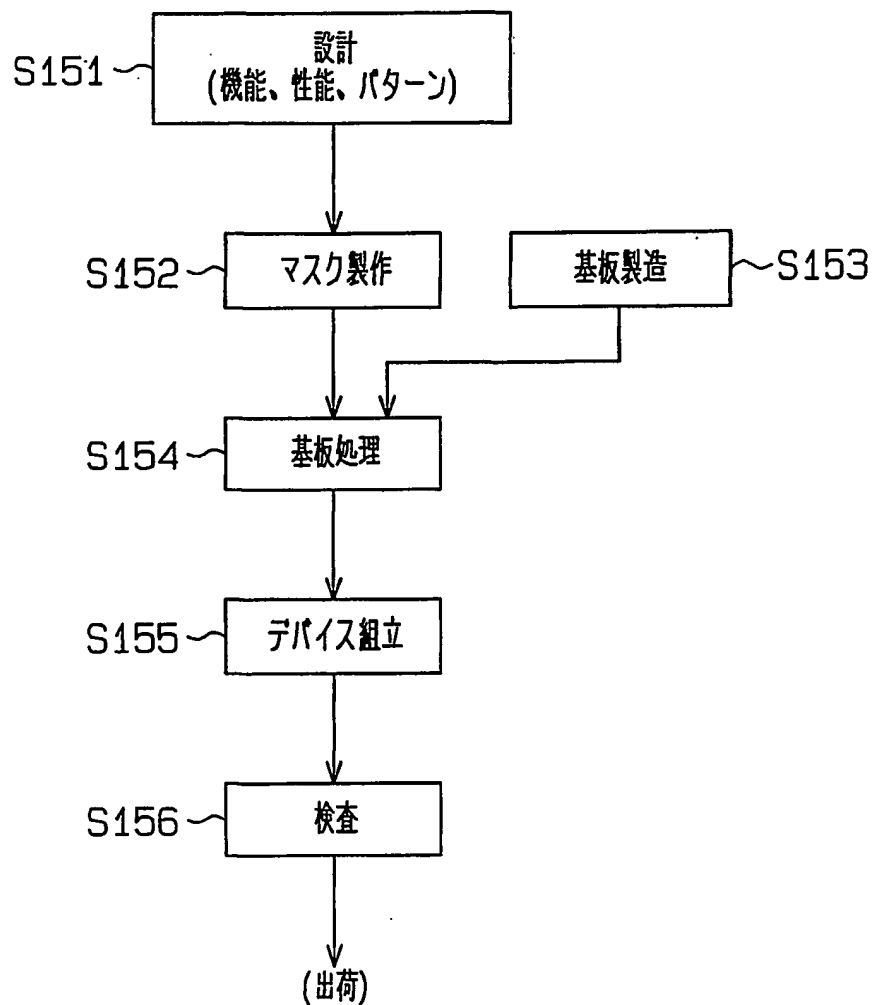 S151
設計
(機能、性能、パターン)
S152
マスク製作
基板製造
S153
S154
基板処理
S155
デバイス組立
S156
検査
(出荷)